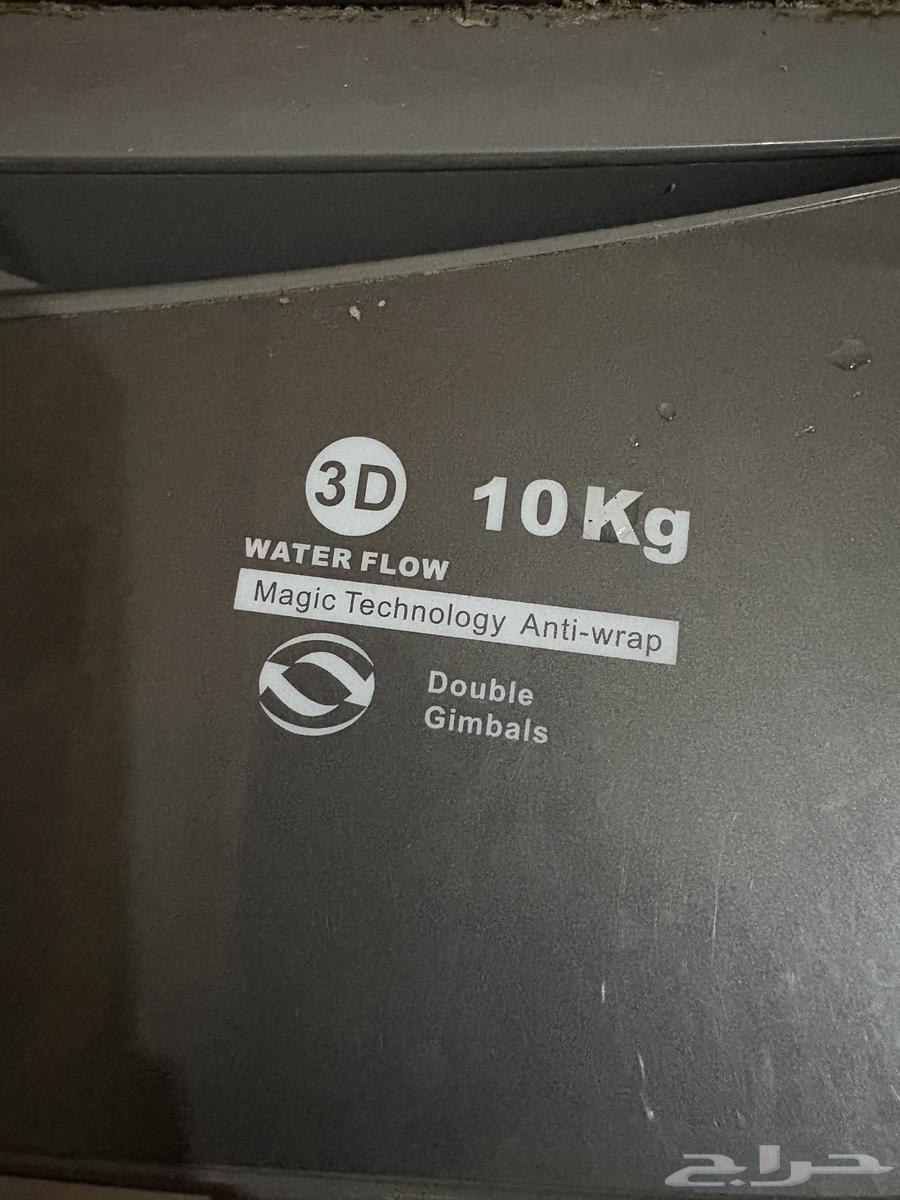 3D
10Kg
WATER FLOW
Magic Technology Anti-wrap
Double
Gimbals
حراج